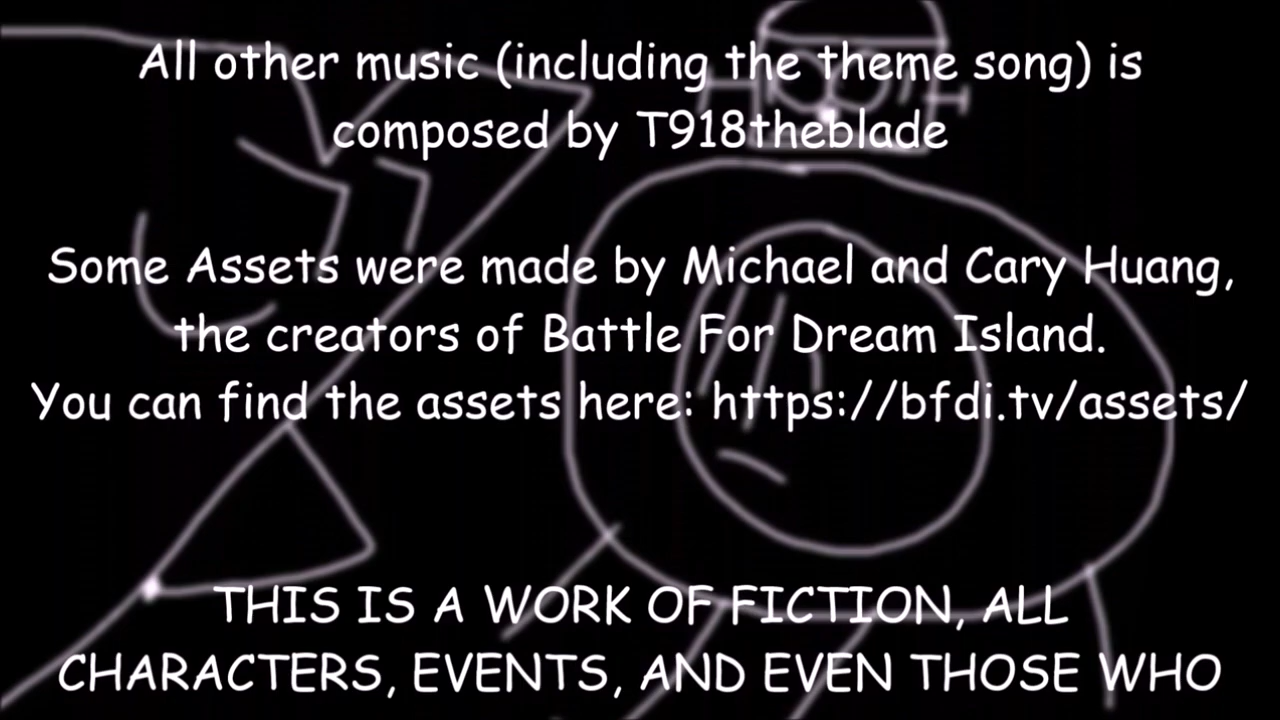 All other music (including the theme song) is
composed by T918theblade
Some Assets were made by Michael and Cary Huang,
the creators of Battle For Dream Island.
You can find the assets here: https://bfdi.tv/assets/
THIS IS A WORK OF FICTION, ALL
CHARACTERS, EVENTS, AND EVEN THOSE WHO